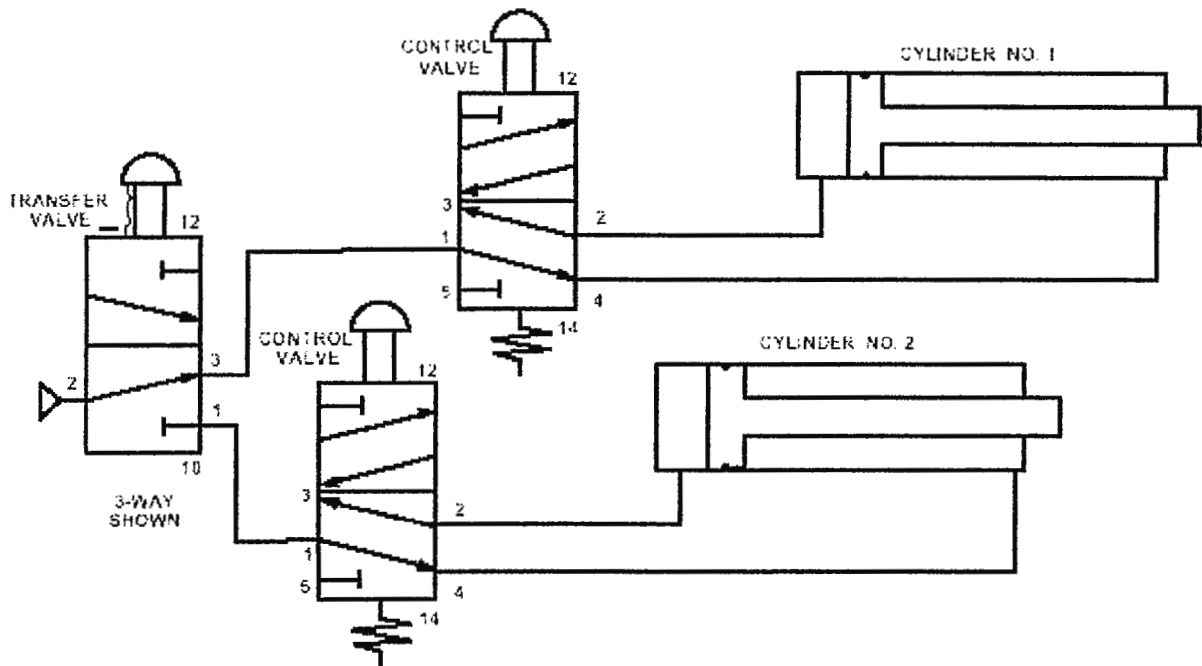 CYLINDER NO. 1
CONTROL
VALVE
12
3
2
1
5
4
14
TRANSFER
VALVE
12
2
3
1
10
3-WAY
SHOWN
CYLINDER NO. 2
CONTROL
VALVE
12
3
2
1
5
4
14